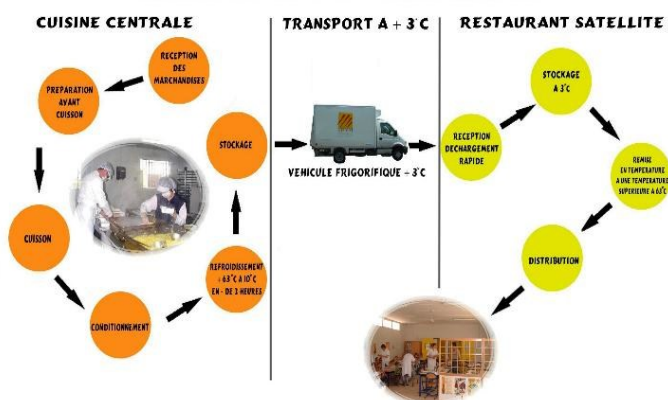 CUISINE CENTRALE
TRANSPORT A + 3°C
RESTAURANT SATELLITE
RECEPTION
DES
MARCHANDISES
PREPARATION
AVANT
CUISSON
CUISSON
CONDITIONNEMENT
REFROIDISSEMENT
+ 63°C A 10°C
EN - DE 2 HEURES
STOCKAGE
VEHICULE FRIGORIFIQUE + 3°C
RECEPTION
DECHARGEMENT
RAPIDE
STOCKAGE
A 3°C
REMISE
EN TEMPERATURE
A UNE TEMPERATURE
SUPERIEURE A 63°C
DISTRIBUTION